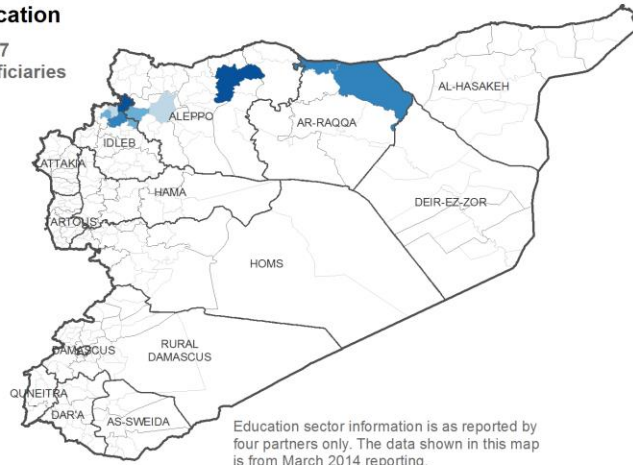 cation
7
ficiaries
AL-HASAKEH
ALEPPO
AR-RAQQA
IDLEB
ATTAKIA
HAMA
DEIR-EZ-ZOR
ARTOUS
HOMS
RURAL
DAMASCUS
DAMASCUS
QUNEITRA
DAR'A
AS-SWEIDA
Education sector information is as reported by
four partners only. The data shown in this map
is from March 2014 reporting.